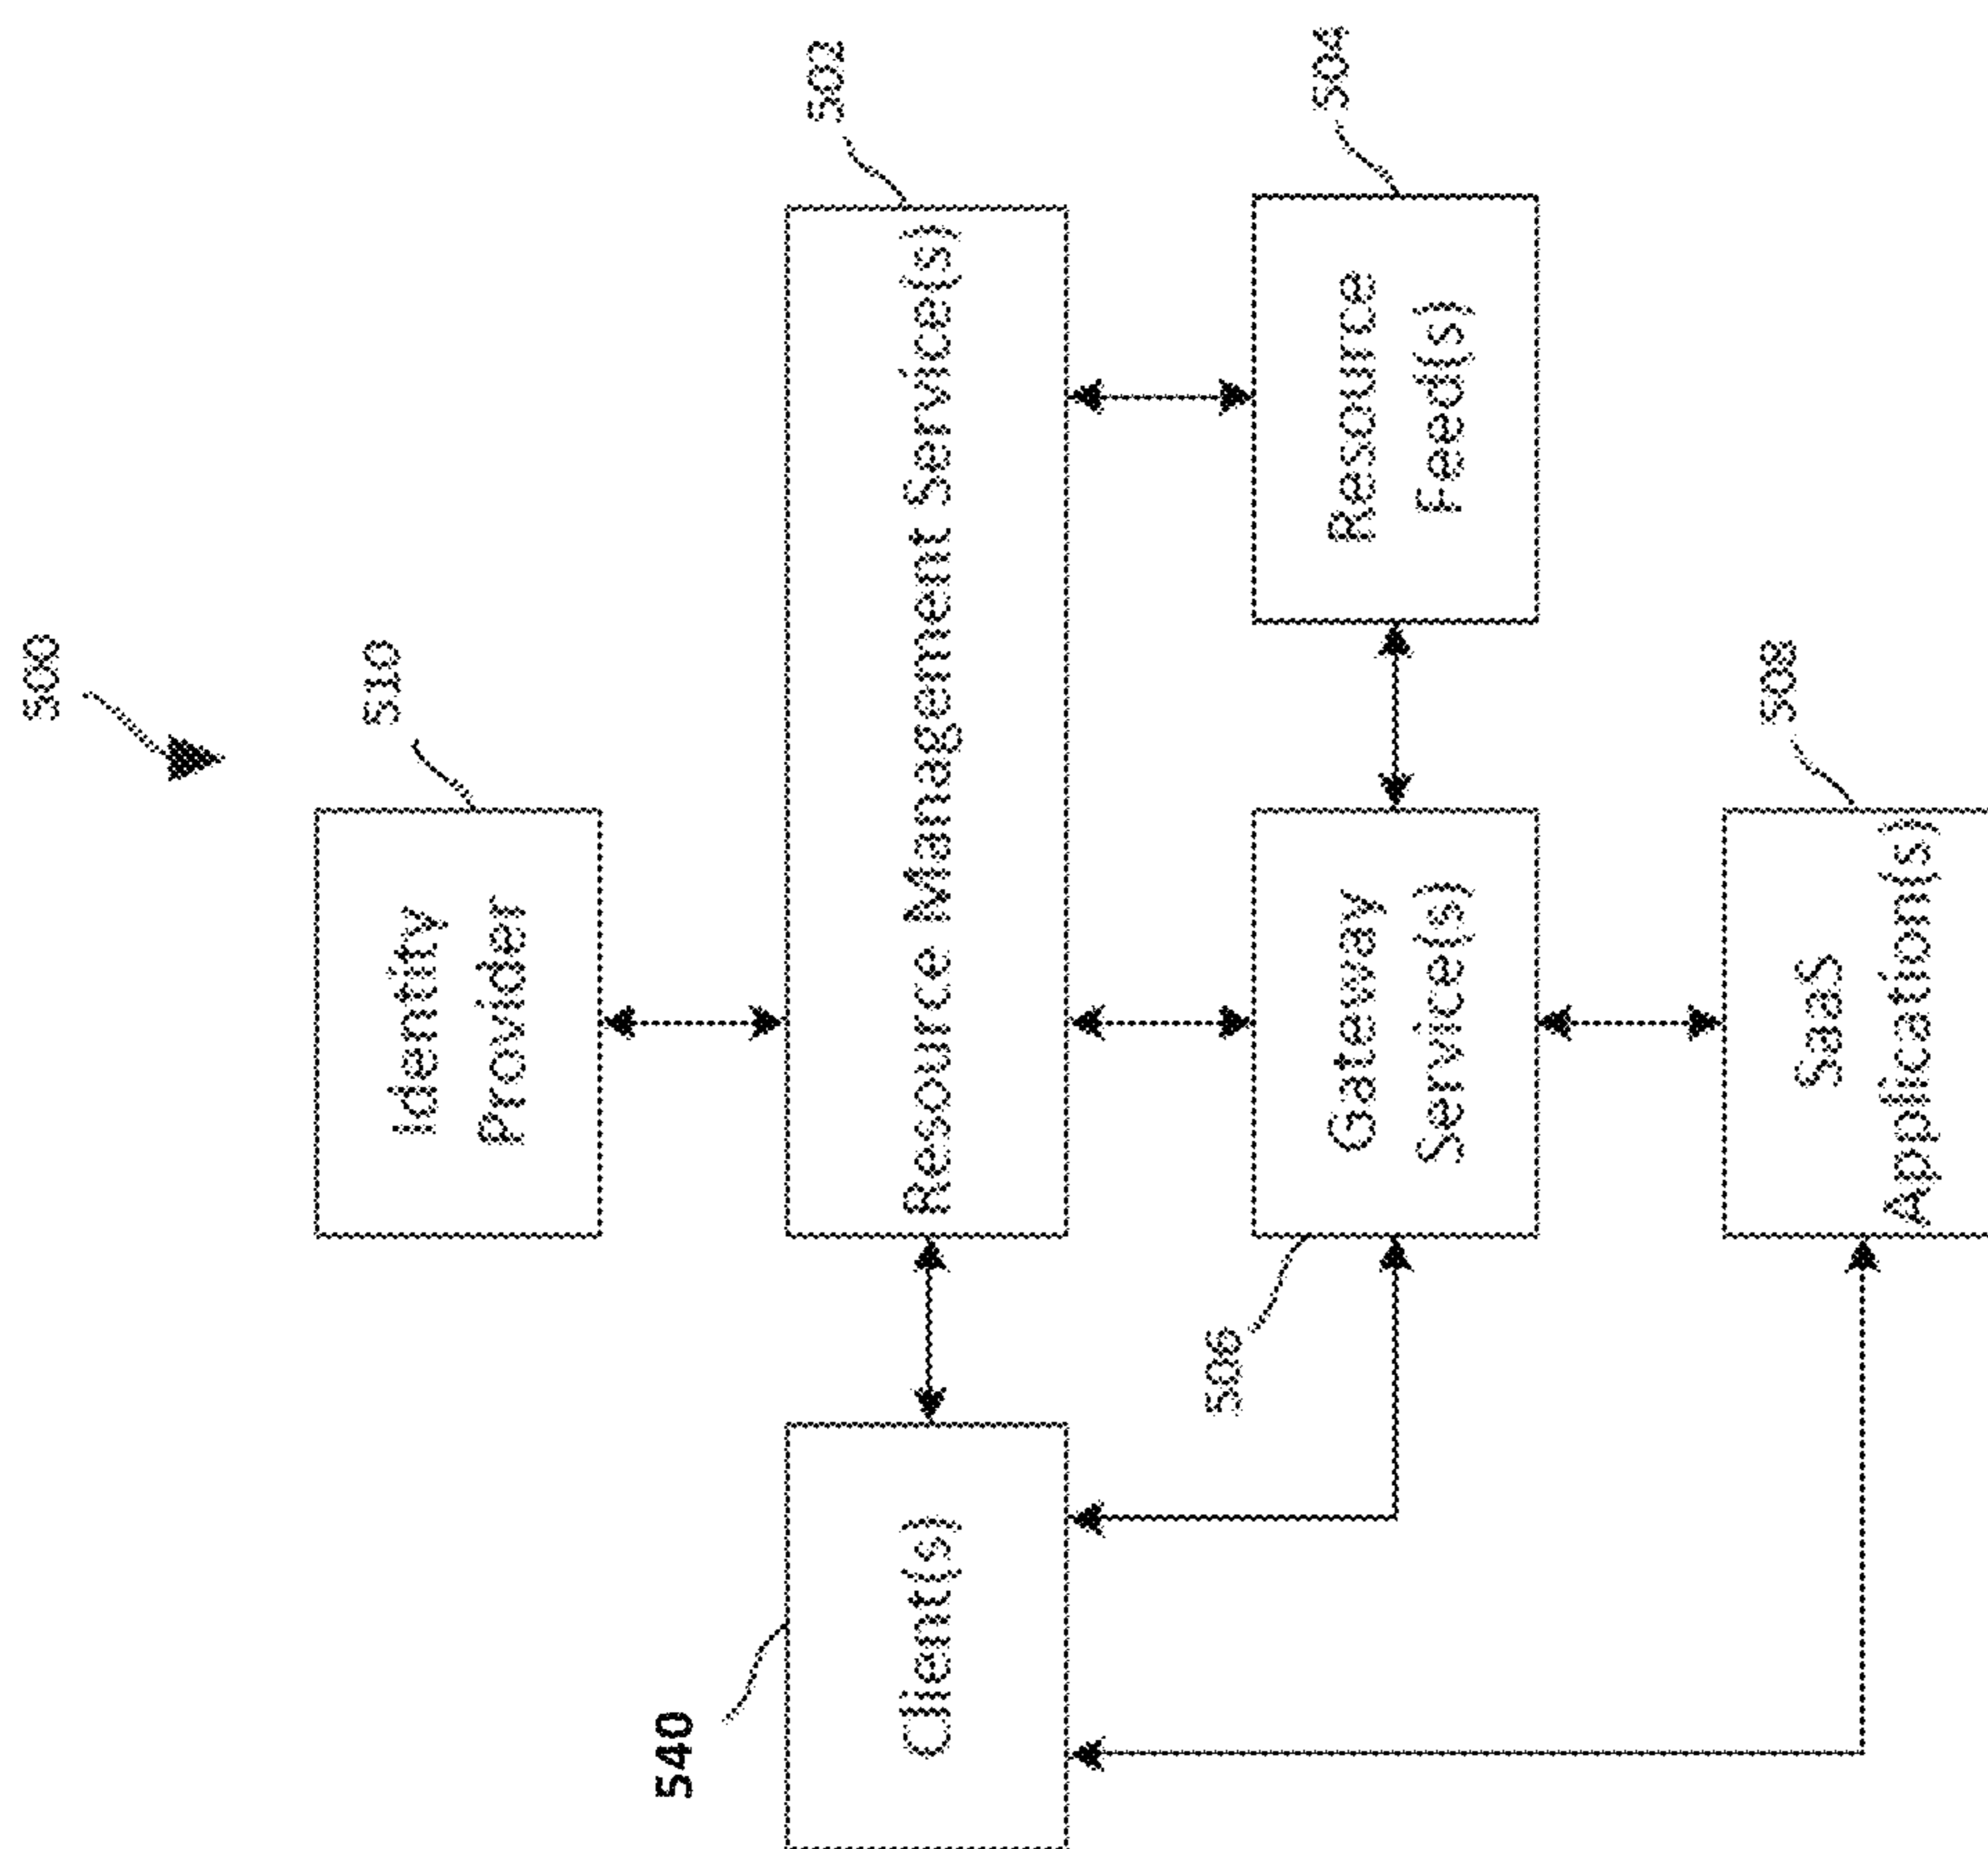 500
510
Identity
Provider
502
Resource Management Service(s)
540
Client(s)
504
Resource
Feed(s)
506
Gateway
Service(s)
508
SaaS
Application(s)